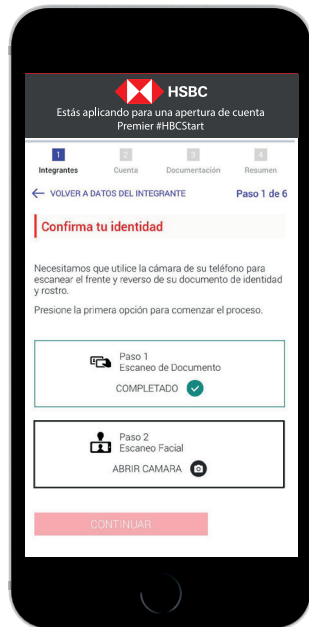 HSBC
Estás aplicando para una apertura de cuenta
Premier #HBCStart
1 2 3 4
Integrantes Cuenta Documentación Resumen
← VOLVER A DATOS DEL INTEGRANTE Paso 1 de 6
Confirma tu identidad
Necesitamos que utilice la cámara de su teléfono para
escanear el frente y reverso de su documento de identidad
y rostro.
Presione la primera opción para comenzar el proceso.
Paso 1
Escaneo de Documento
COMPLETADO
Paso 2
Escaneo Facial
ABRIR CAMARA
CONTINUAR